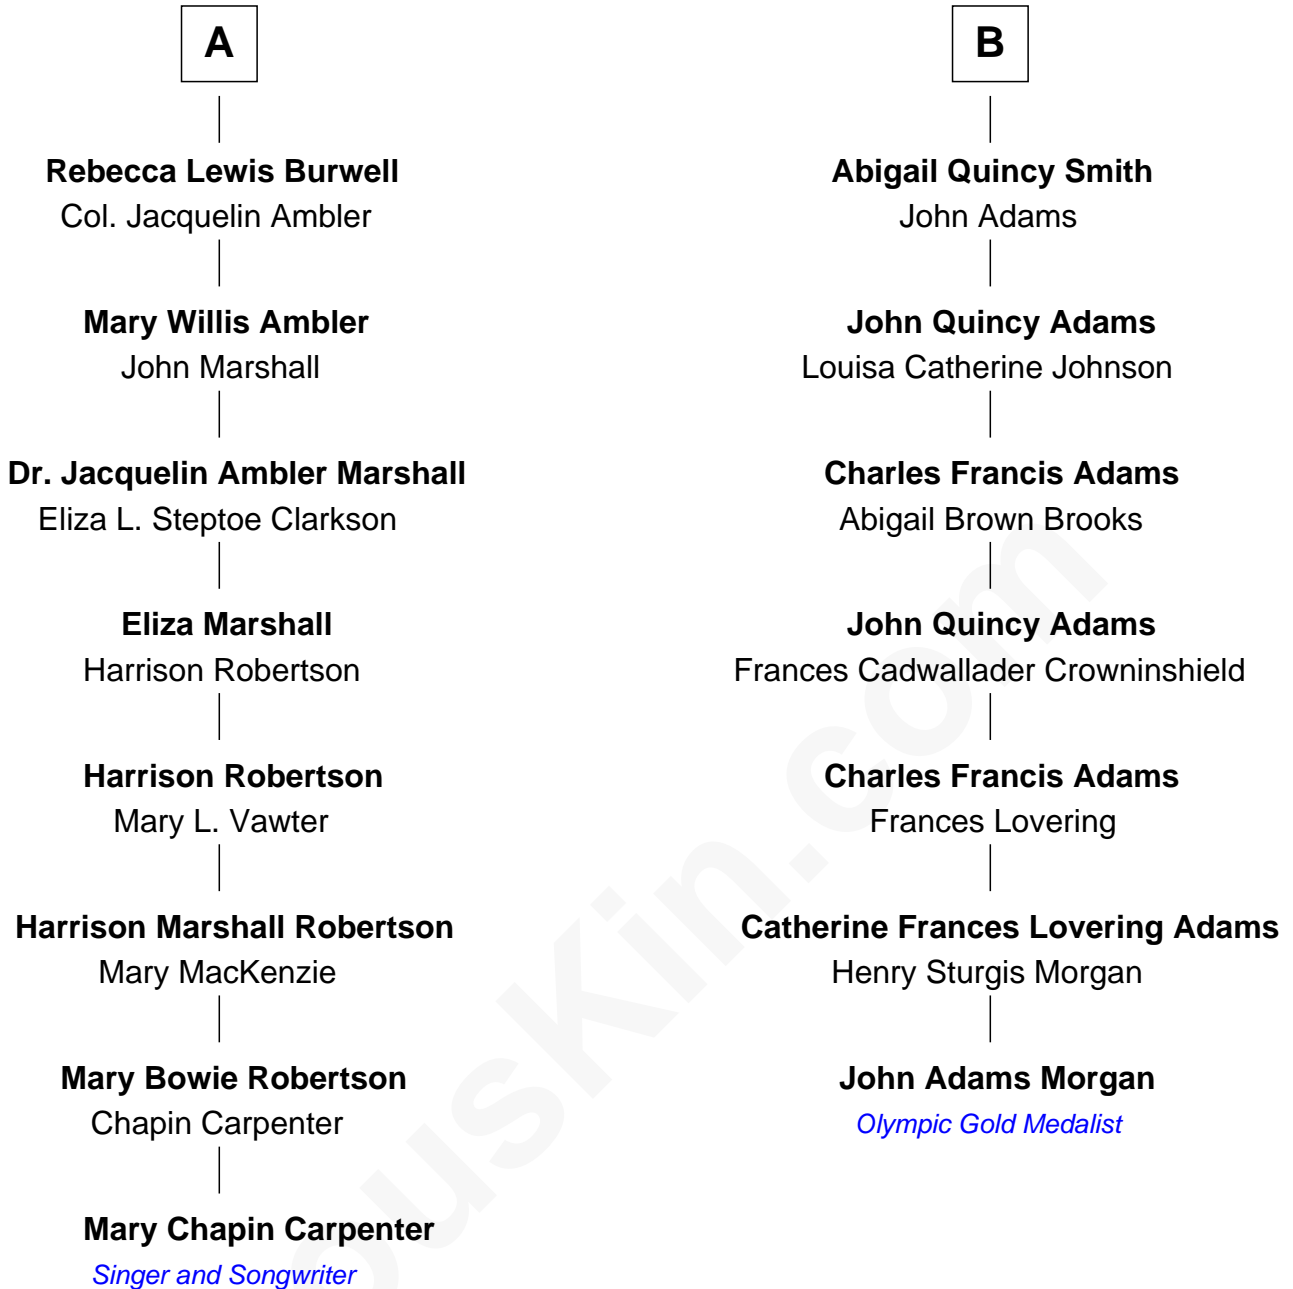 A
Rebecca Lewis Burwell
Col. Jacquelin Ambler
Mary Willis Ambler
John Marshall
Dr. Jacquelin Ambler Marshall
Eliza L. Steptoe Clarkson
Eliza Marshall
Harrison Robertson
Harrison Robertson
Mary L. Vawter
Harrison Marshall Robertson
Mary MacKenzie
Mary Bowie Robertson
Chapin Carpenter
Mary Chapin Carpenter
Singer and Songwriter
B
Abigail Quincy Smith
John Adams
John Quincy Adams
Louisa Catherine Johnson
Charles Francis Adams
Abigail Brown Brooks
John Quincy Adams
Frances Cadwallader Crowninshield
Charles Francis Adams
Frances Lovering
Catherine Frances Lovering Adams
Henry Sturgis Morgan
John Adams Morgan
Olympic Gold Medalist
ousKin.com